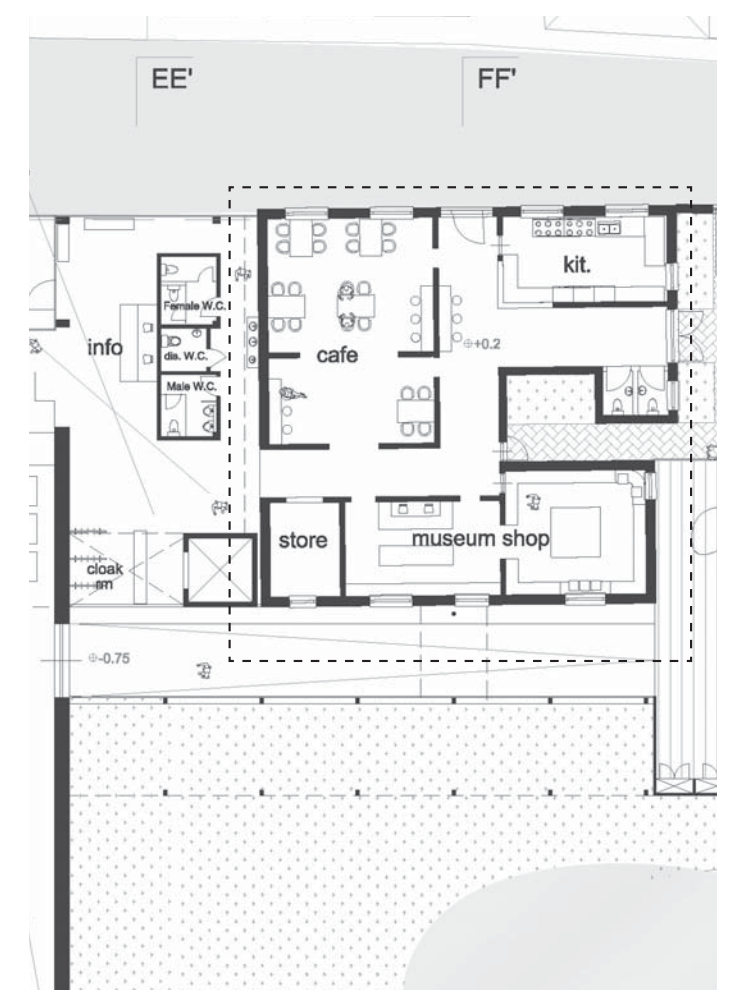 EE'
FF'
kit.
Female W.C.
info
dis. W.C.
cafe
+0.2
Male W.C.
store
museum shop
cloak
rm
-0.75